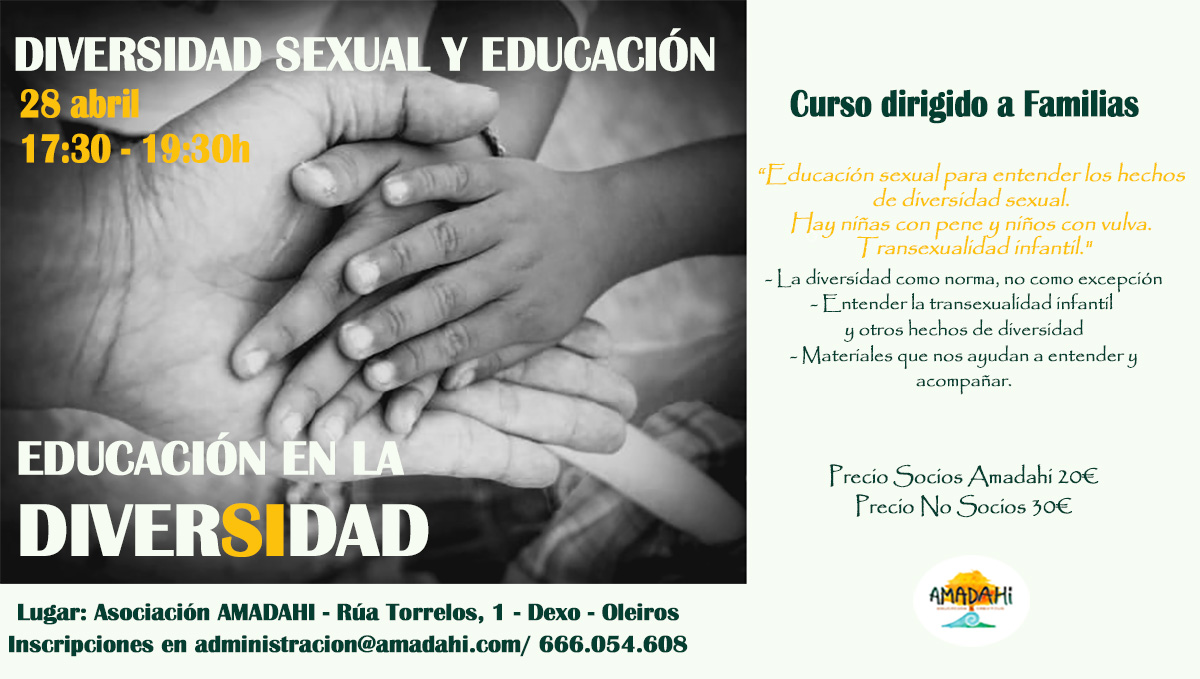 DIVERSIDAD SEXUAL Y EDUCACIÓN
28 abril
17:30 - 19:30h
EDUCACIÓN EN LA
DIVERSIDAD
Lugar: Asociación AMADAHI - Rúa Torrelos, 1 - Dexo - Oleiros
Inscripciones en administracion@amadahi.com/ 666.054.608
Curso dirigido a Familias
“Educación sexual para entender los hechos
de diversidad sexual.
Hay niñas con pene y niños con vulva.
Transexualidad infantil."
- La diversidad como norma, no como excepción
- Entender la transexualidad infantil
y otros hechos de diversidad
- Materiales que nos ayudan a entender y
acompañar.
Precio Socios Amadahi 20€
Precio No Socios 30€
AMADAHi